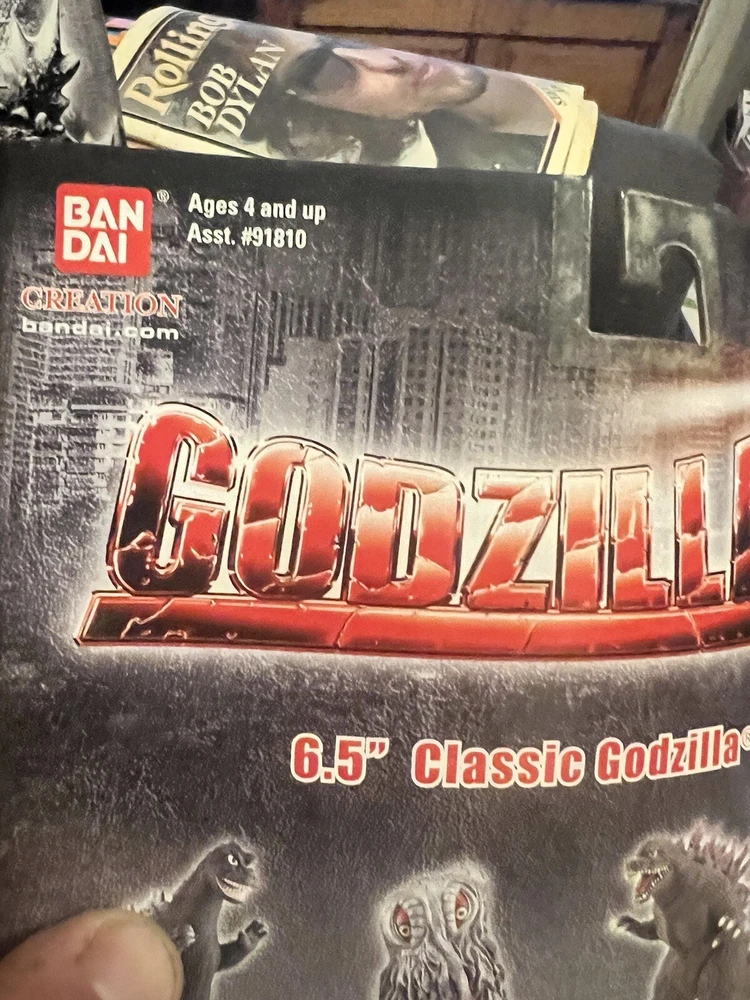 Rolling
BOB
DYLAN
BAN
DAI
®
Ages 4 and up
Asst. #91810
CREATION
bandai.com
GODZILL
6.5” Classic Godzilla®